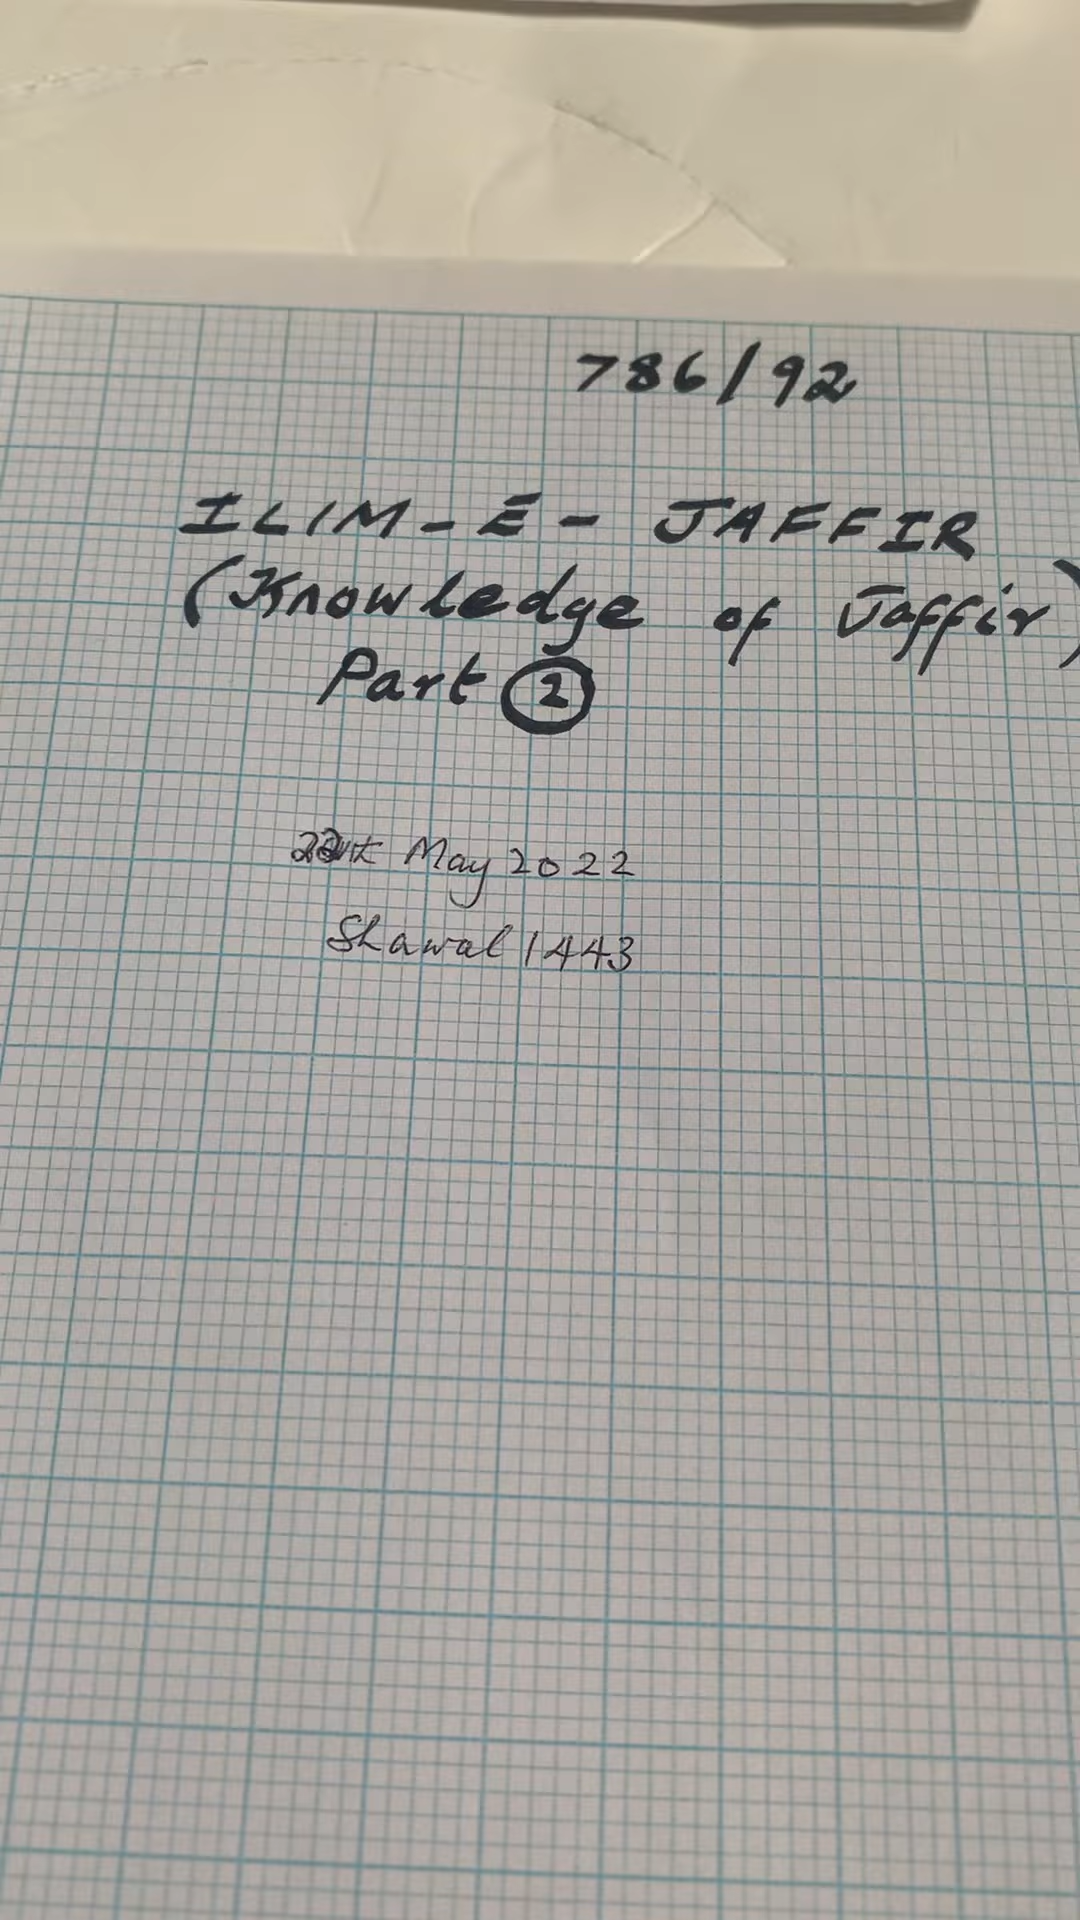 786/92
ILIM-E-JAFFIR
(Knowledge of Jaffir)
Part 2
May 2022
Shawal 1443